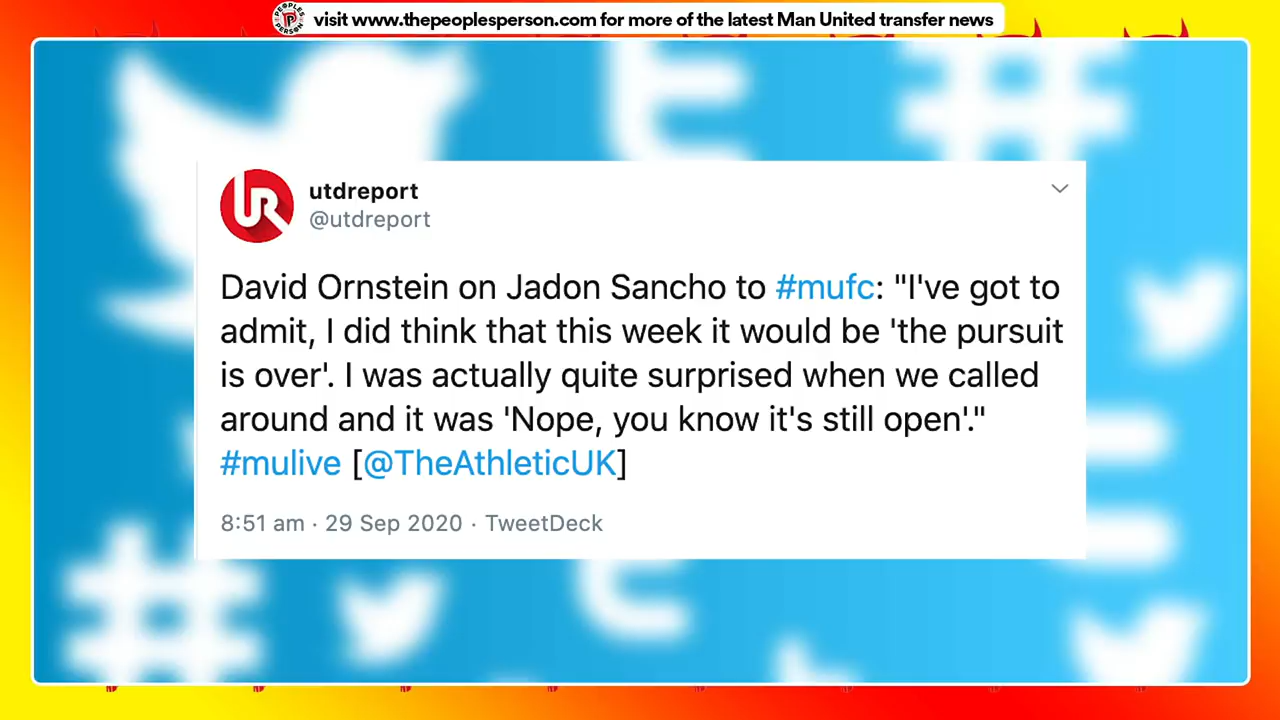 PEOPLES
P
PERSON
visit www.thepeoplesperson.com for more of the latest Man United transfer news
UR
utdreport
@utdreport
David Ornstein on Jadon Sancho to #mufc: "I've got to
admit, I did think that this week it would be 'the pursuit
is over'. I was actually quite surprised when we called
around and it was 'Nope, you know it's still open'."
#mulive [@TheAthleticUK]
8:51 am · 29 Sep 2020 · TweetDeck